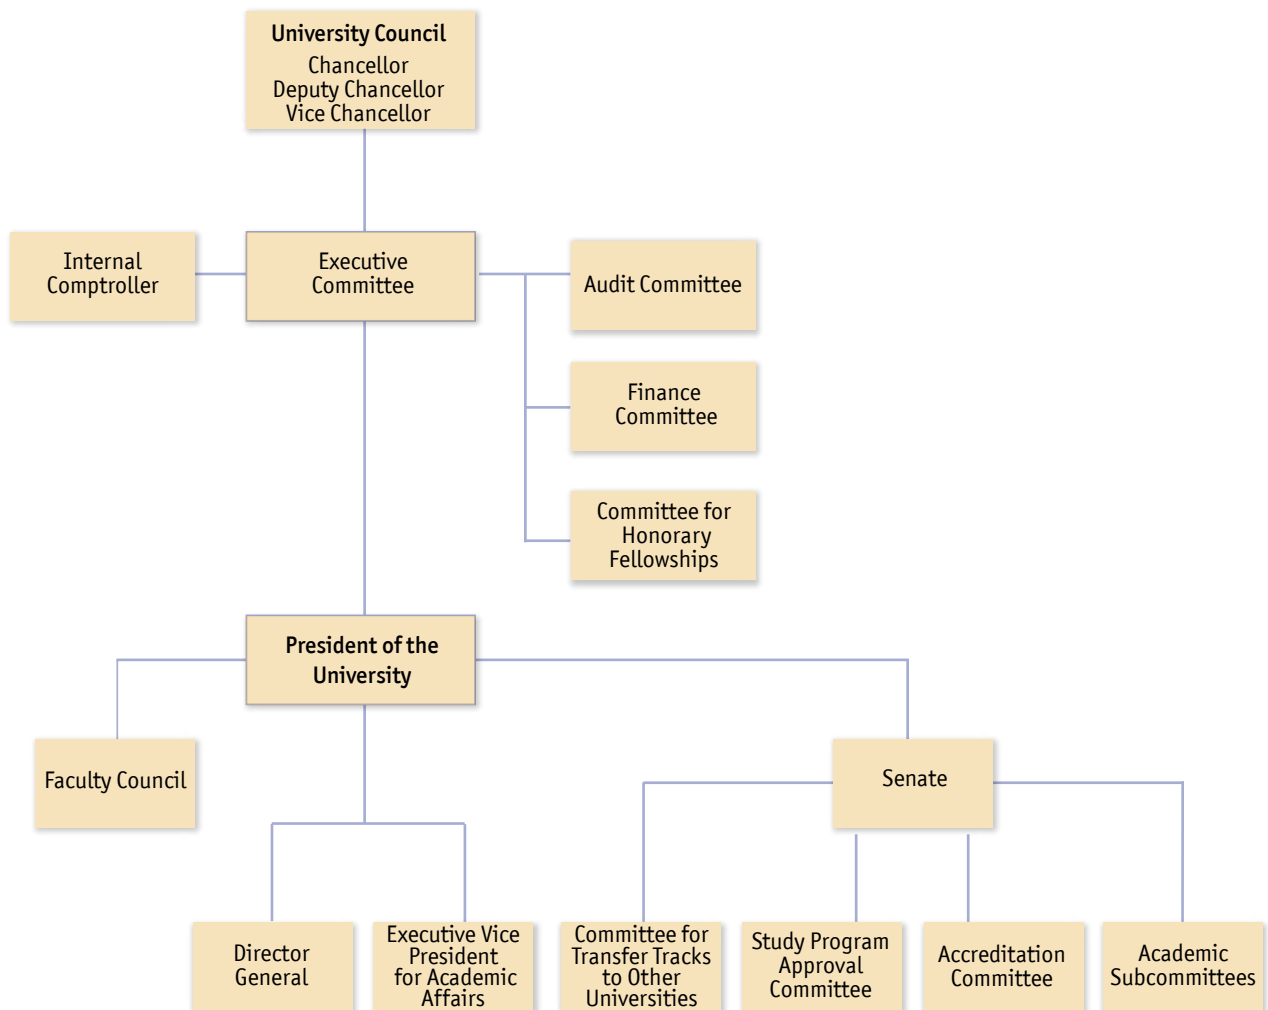 University Council
Chancellor
Deputy Chancellor
Vice Chancellor
Internal
Comptroller
Executive
Committee
Audit Committee
Finance
Committee
Committee for
Honorary
Fellowships
President of the
University
Faculty Council
Senate
Director
General
Executive Vice
President
for Academic
Affairs
Committee for
Transfer Tracks
to Other
Universities
Study Program
Approval
Committee
Accreditation
Committee
Academic
Subcommittees